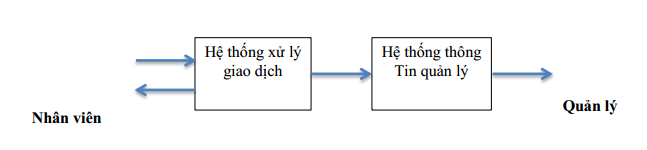 Hệ thống xử lý
giao dịch
Hệ thống thông
Tin quản lý
Nhân viên
Quản lý